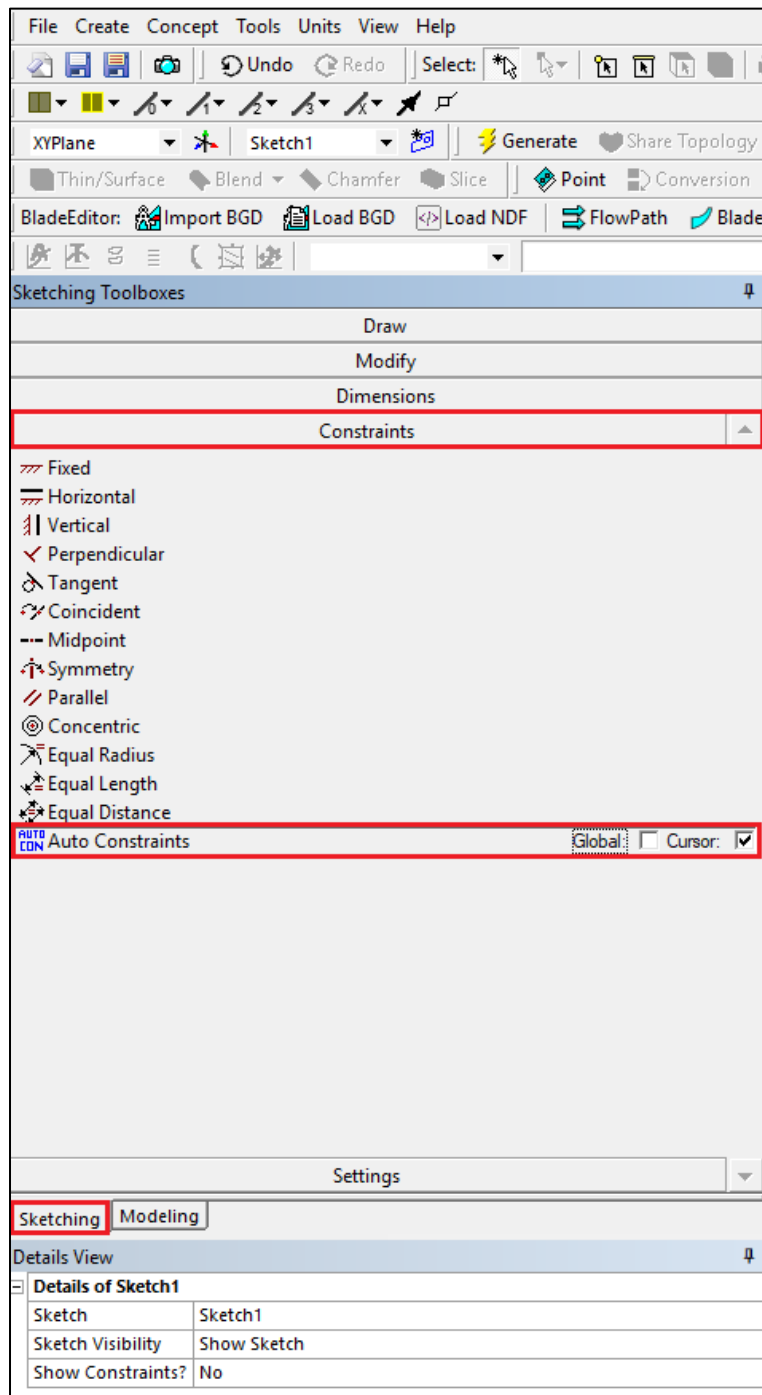 File Create Concept Tools Units View Help
Undo Redo Select:
XYPlane Sketch1 Generate Share Topology
Thin/Surface Blend Chamfer Slice Point Conversion
BladeEditor: Import BGD Load BGD Load NDF FlowPath Blade
Sketching Toolboxes
Draw
Modify
Dimensions
Constraints
Fixed
Horizontal
Vertical
Perpendicular
Tangent
Coincident
Midpoint
Symmetry
Parallel
Concentric
Equal Radius
Equal Length
Equal Distance
AUTO CON Auto Constraints Global: Cursor:
Settings
Sketching Modeling
Details View
Details of Sketch1
Sketch Sketch1
Sketch Visibility Show Sketch
Show Constraints? No